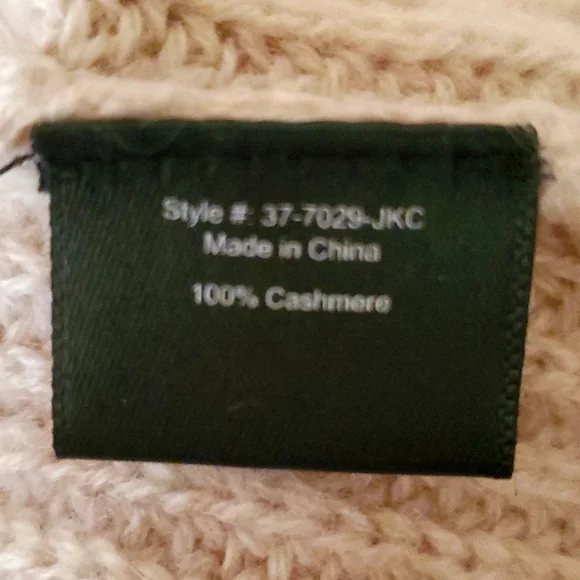 Style #: 37-7029-JKC
Made in China
100% Cashmere